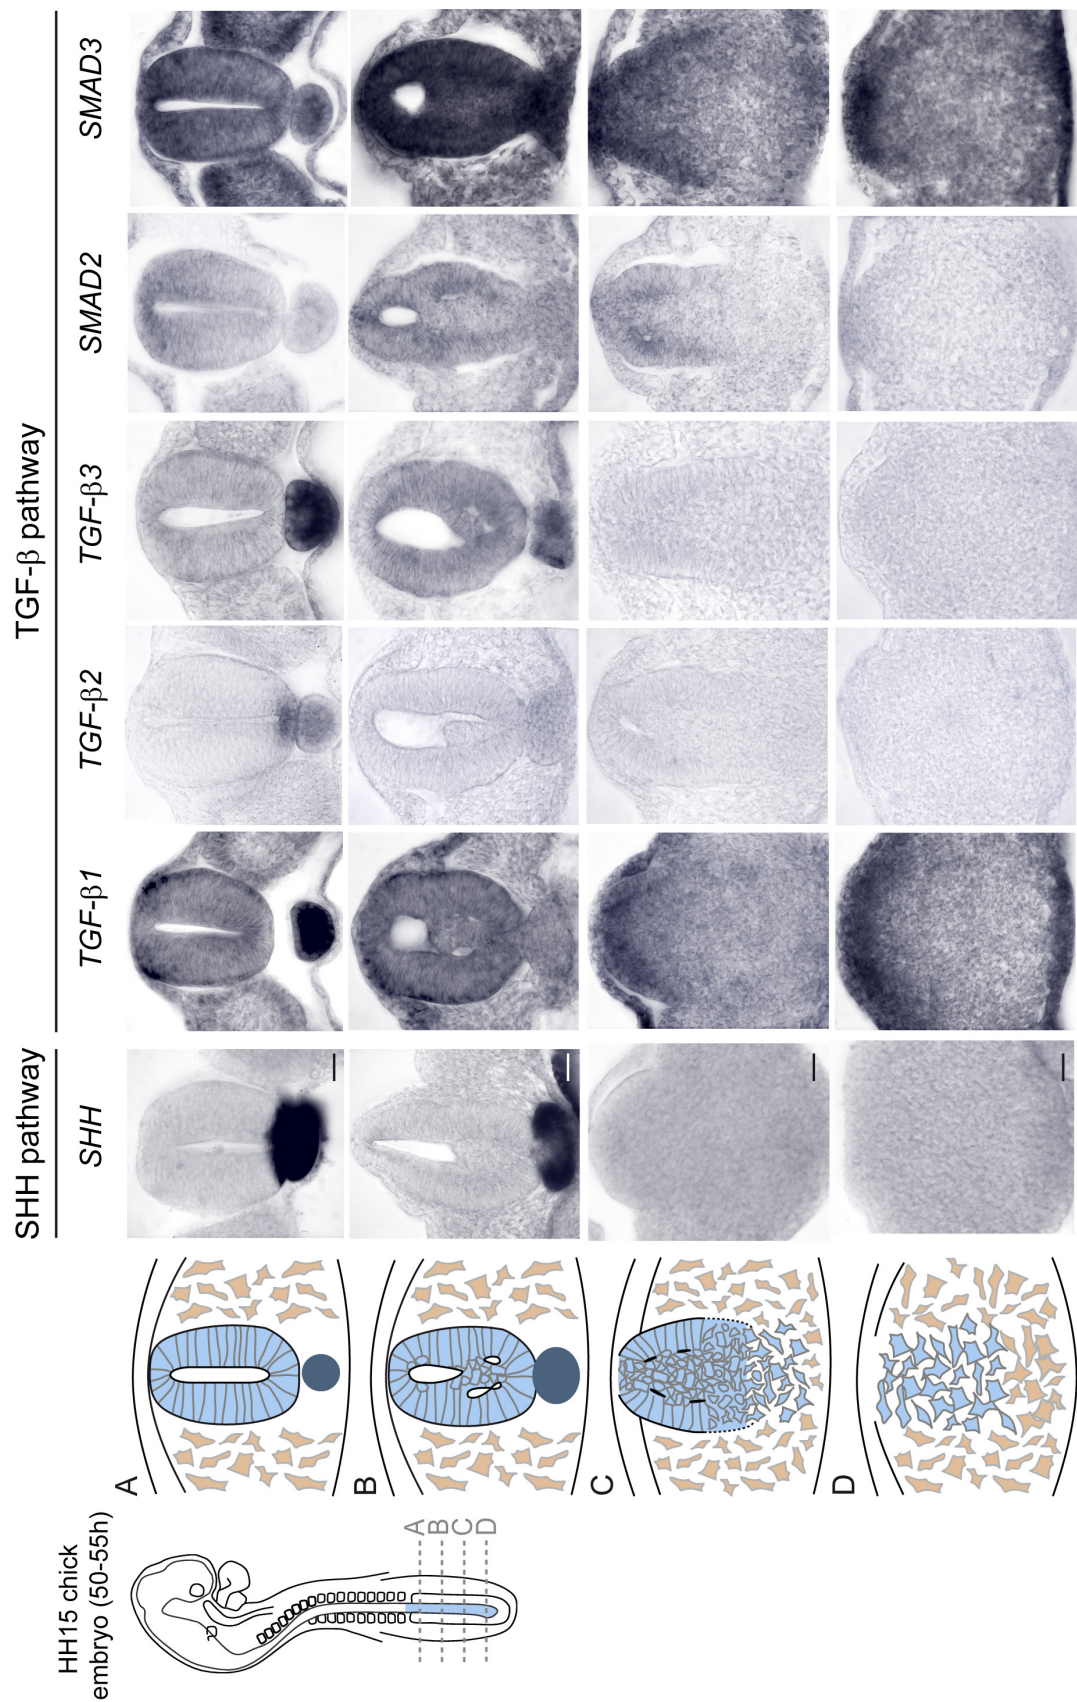 HH15 chick
embryo (50-55h)
A
B
C
D
SHH pathway
TGF-β pathway
SHH
TGF-β1
TGF-β2
TGF-β3
SMAD2
SMAD3
A
B
C
D